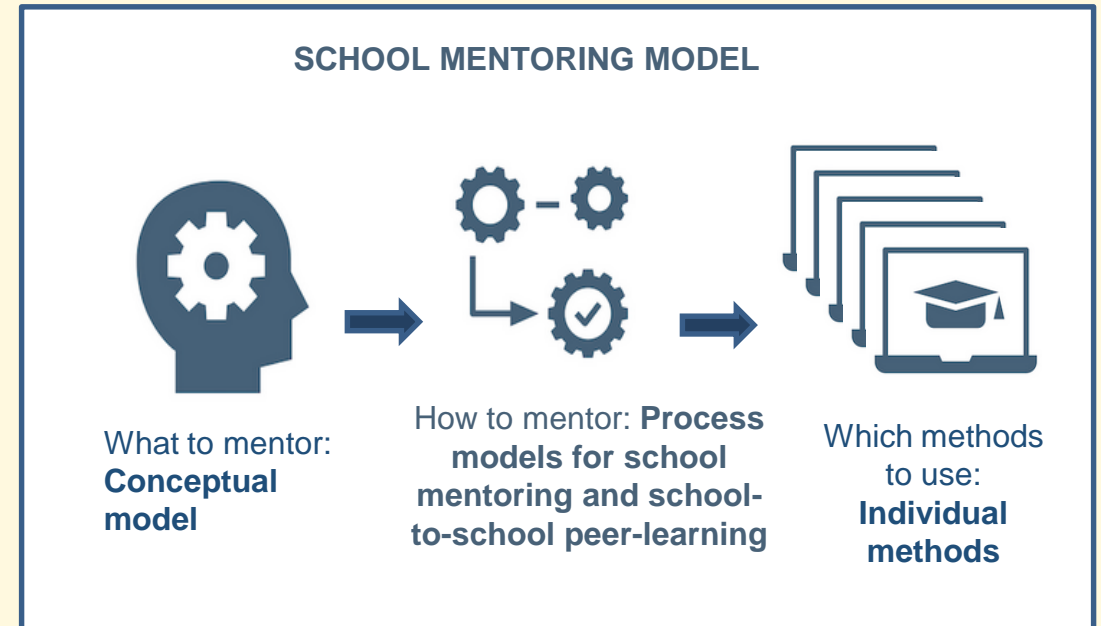 SCHOOL MENTORING MODEL
What to mentor:
Conceptual
model
How to mentor: Process
models for school
mentoring and school-
to-school peer-learning
Which methods
to use:
Individual
methods